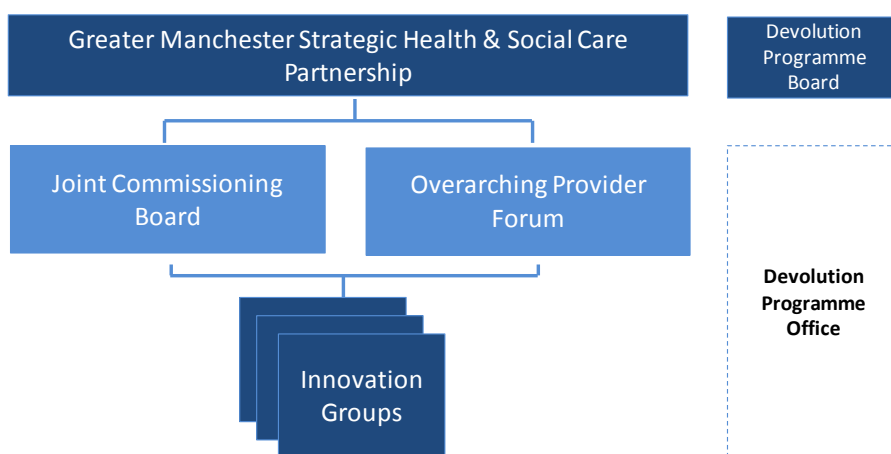 Greater Manchester Strategic Health & Social Care
Partnership
Devolution
Programme
Board
Joint Commissioning
Board
Overarching Provider
Forum
Devolution
Programme
Office
Innovation
Groups